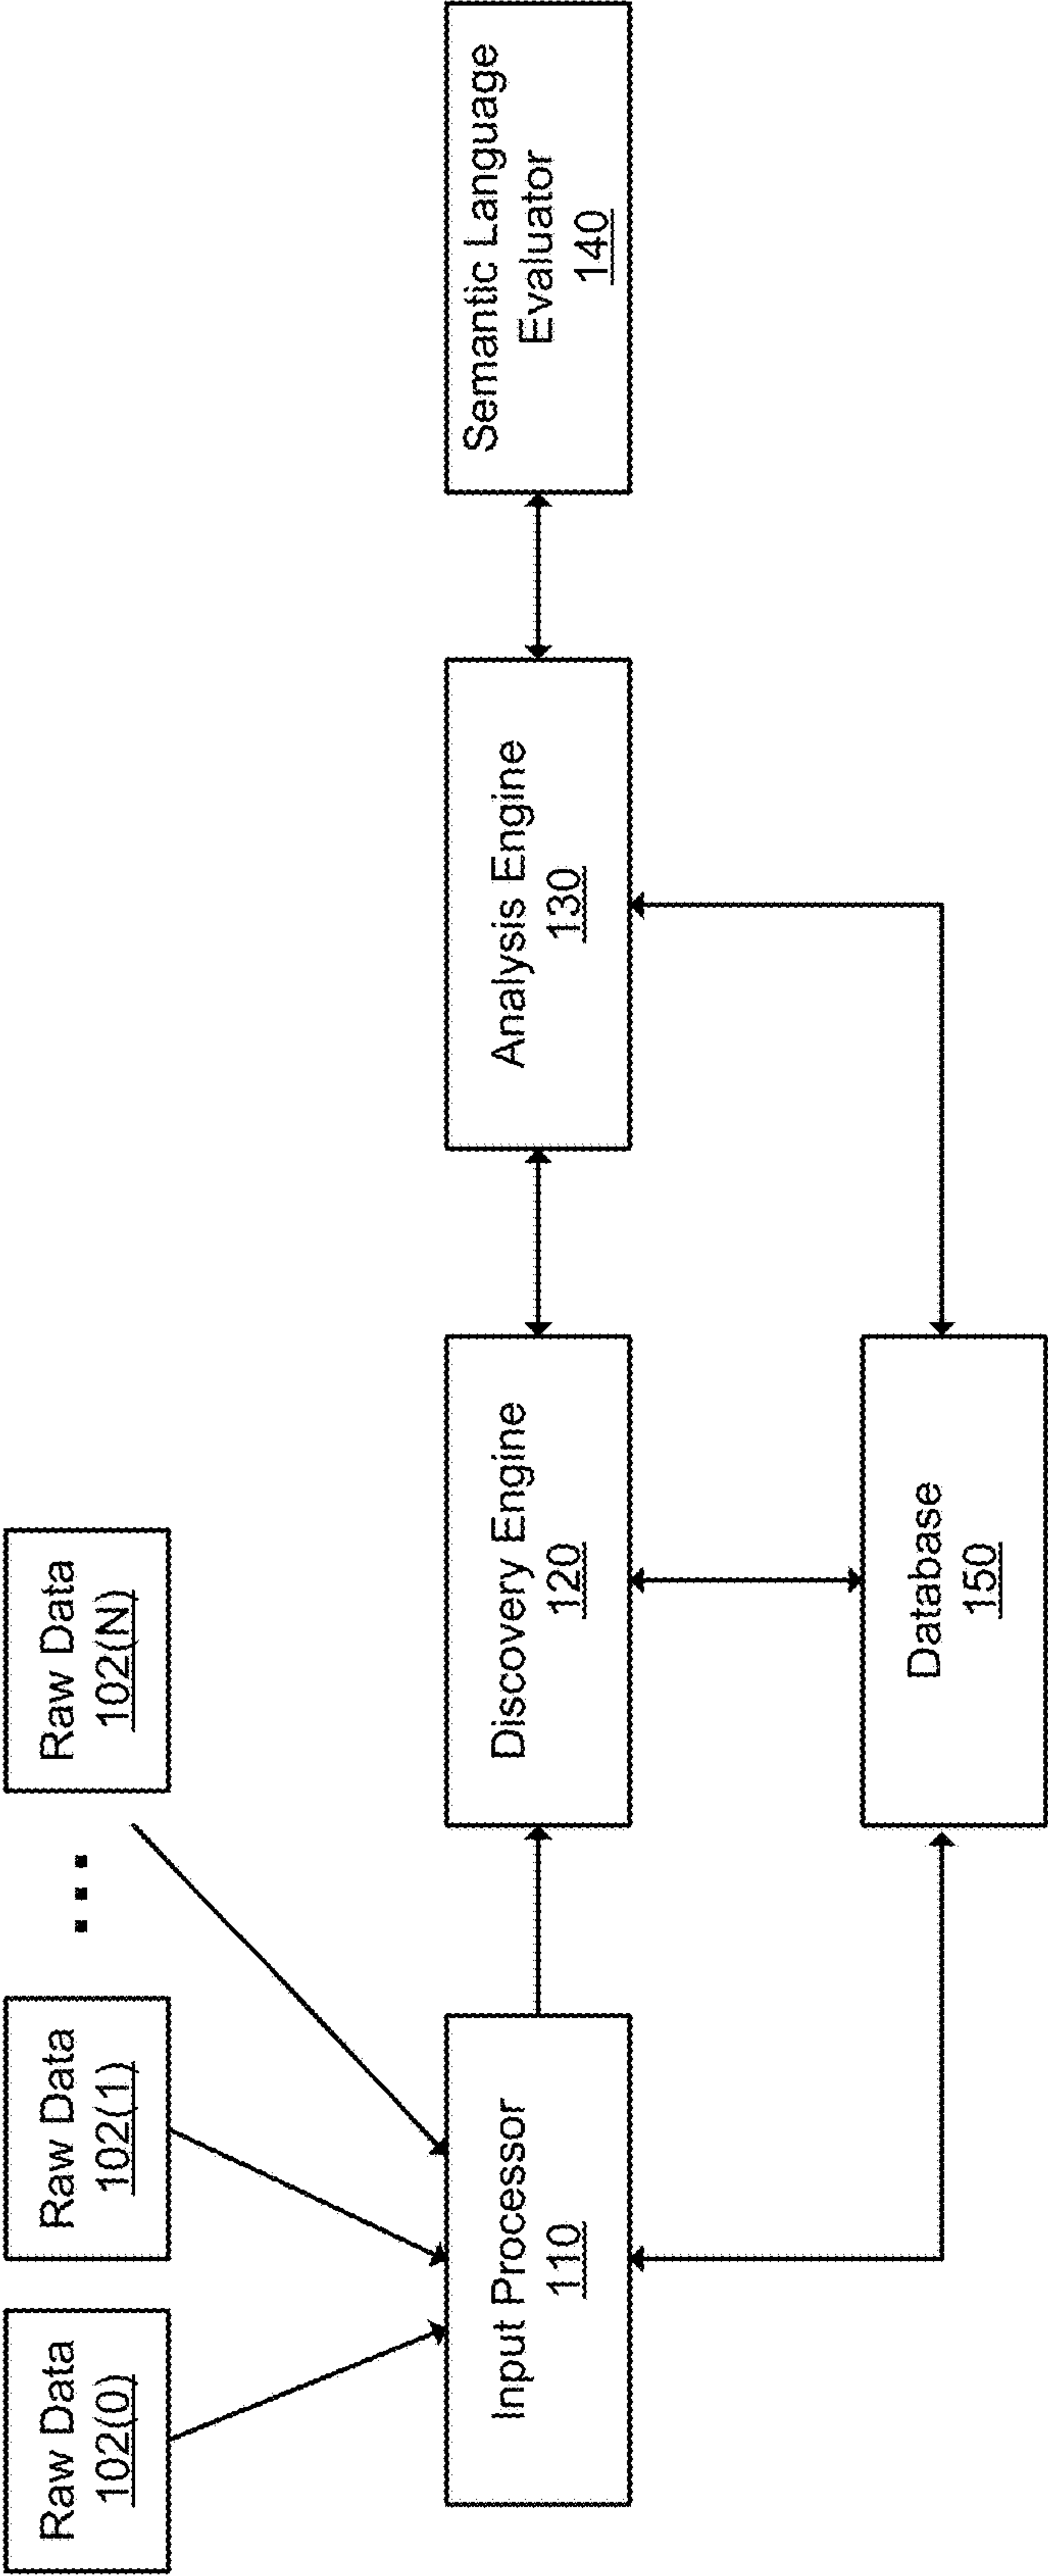 Raw Data
102(0)
Raw Data
102(1)
...
Raw Data
102(N)
Input Processor
110
Discovery Engine
120
Analysis Engine
130
Semantic Language
Evaluator
140
Database
150